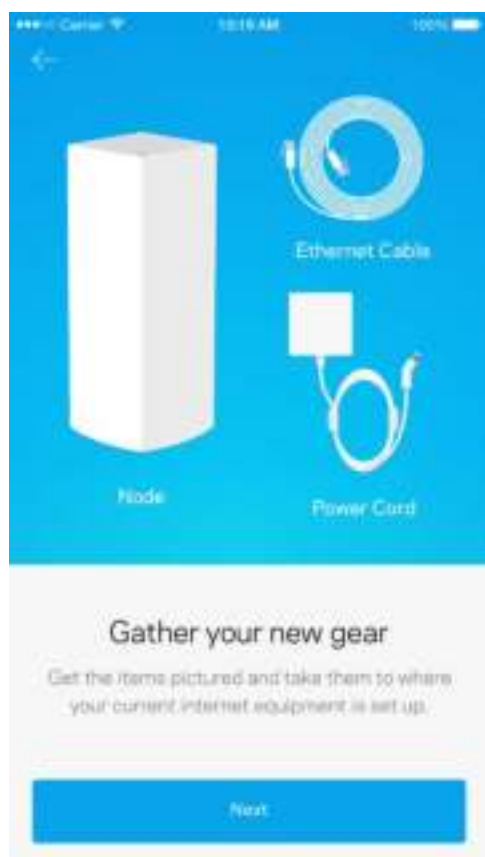 Carrier 10:19 AM 100%
Ethernet Cable
Node
Power Cord
Gather your new gear
Get the items pictured and take them to where
your current internet equipment is set up.
Next